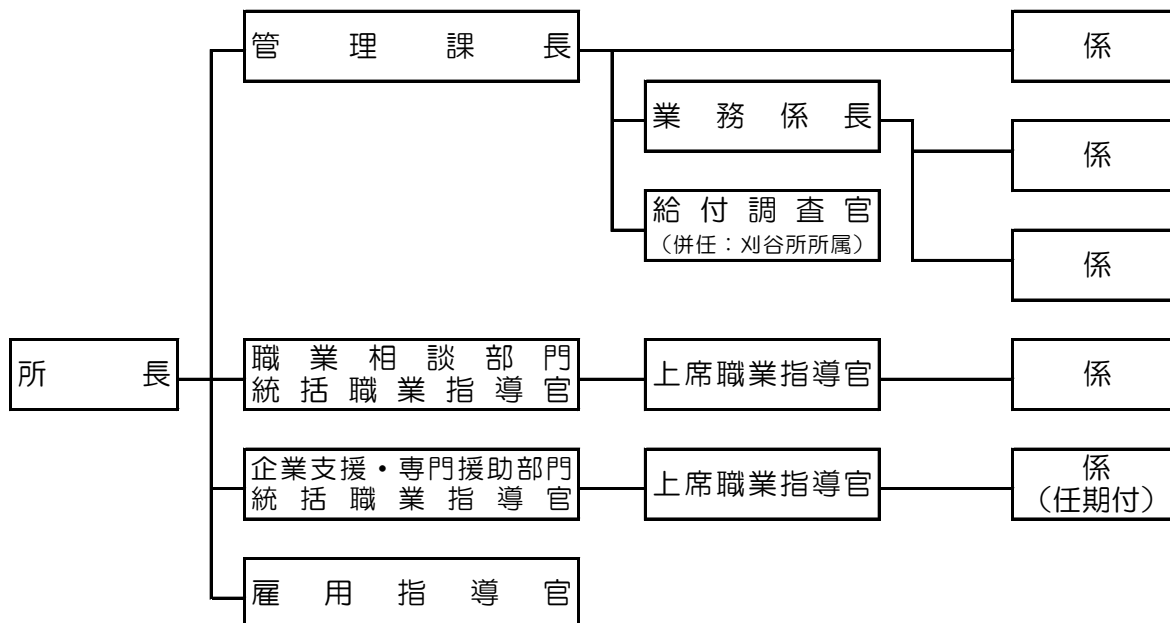 管理課長
係
業務係長
係
給付調査官
（併任：刈谷所所属）
係
所長
職業相談部門
統括職業指導官
上席職業指導官
係
企業支援・専門援助部門
統括職業指導官
上席職業指導官
係
（任期付）
雇用指導官